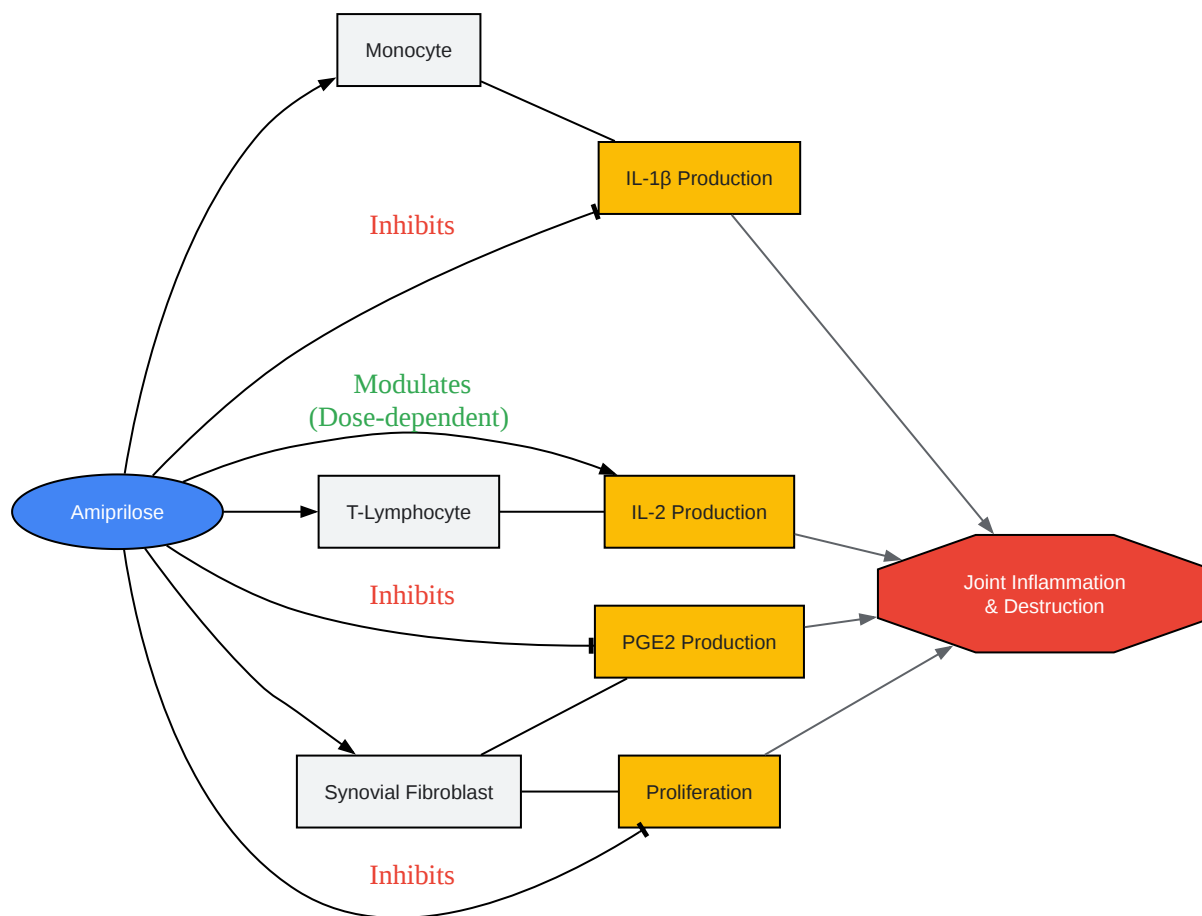 Monocyte
IL-1β Production
Inhibits
Modulates
(Dose-dependent)
Amiprilose
T-Lymphocyte
IL-2 Production
Joint Inflammation
& Destruction
Inhibits
PGE2 Production
Synovial Fibroblast
Proliferation
Inhibits